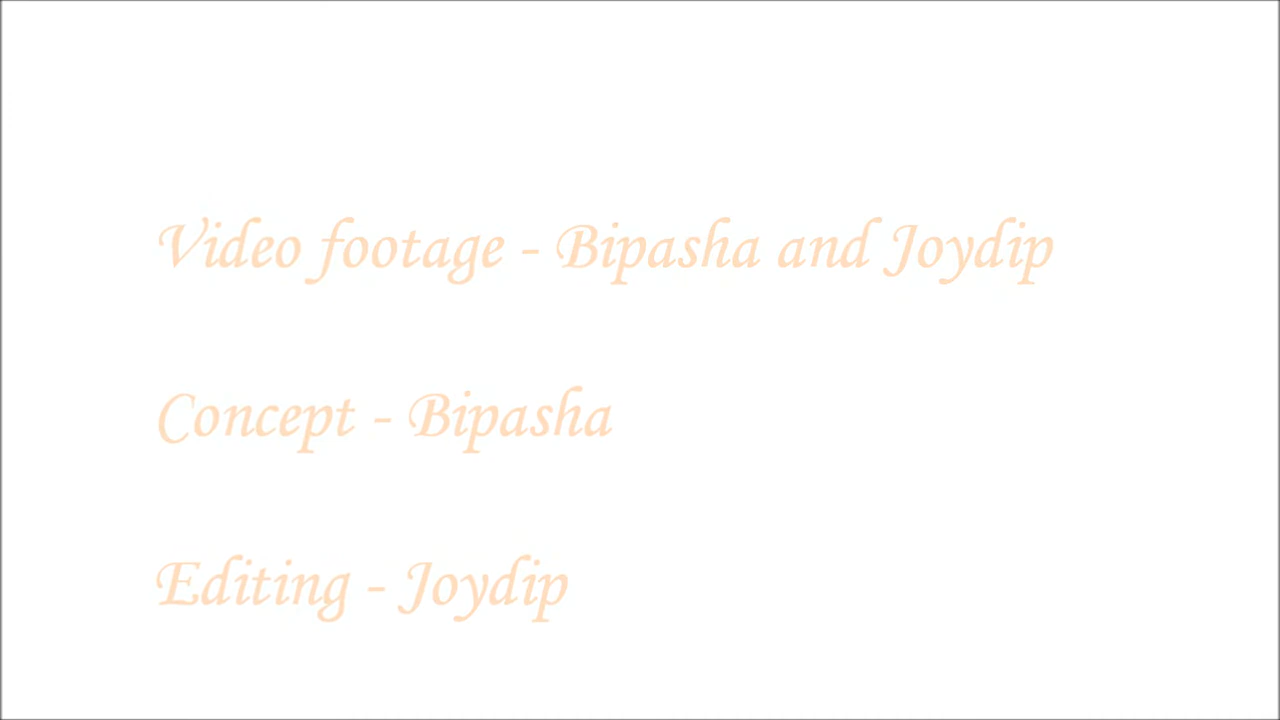 Video footage - Bipasha and Joydip
Concept - Bipasha
Editing - Joydip